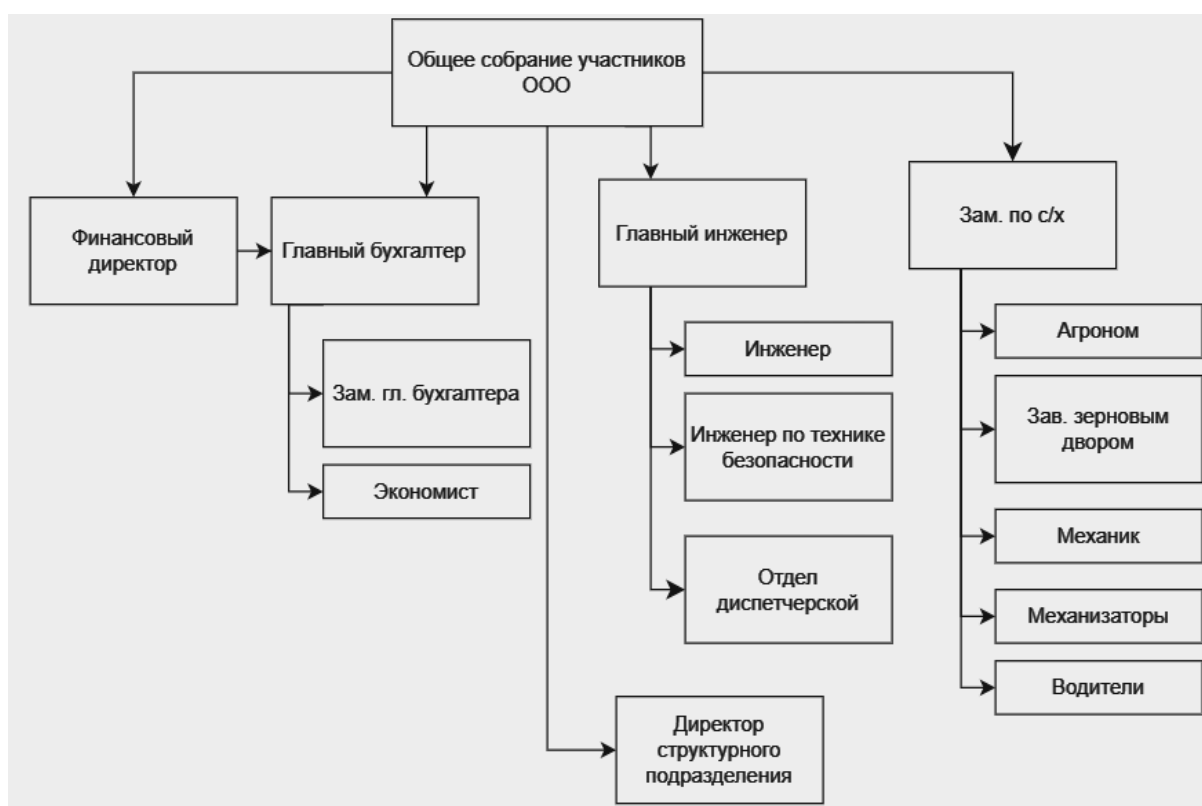 Общее собрание участников
ООО
Финансовый
директор
Главный бухгалтер
Зам. гл. бухгалтера
Экономист
Главный инженер
Инженер
Инженер по технике
безопасности
Отдел
диспетчерской
Директор
структурного
подразделения
Зам. по с/х
Агроном
Зав. зерновым
двором
Механик
Механизаторы
Водители